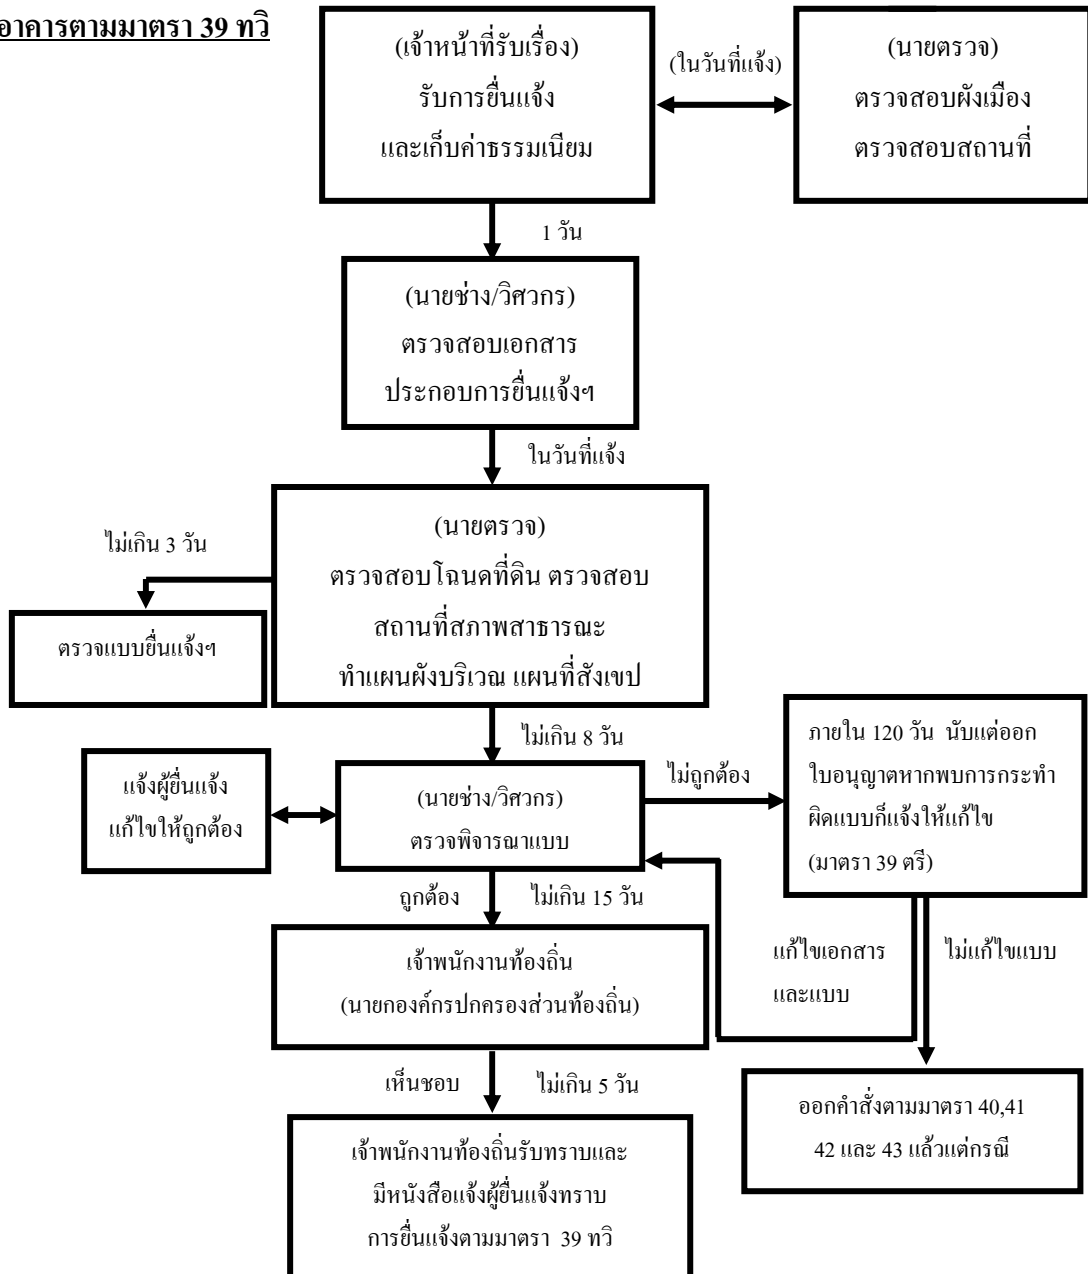 อาคารตามมาตรา 39 ทวิ
(เจ้าหน้าที่รับเรื่อง)
รับการยื่นแจ้ง
และเก็บค่าธรรมเนียม
(ในวันที่แจ้ง)
(นายตรวจ)
ตรวจสอบผังเมือง
ตรวจสอบสถานที่
1 วัน
(นายช่าง/วิศวกร)
ตรวจสอบเอกสาร
ประกอบการยื่นแจ้งฯ
ในวันที่แจ้ง
(นายตรวจ)
ตรวจสอบโฉนดที่ดิน ตรวจสอบ
สถานที่สภาพสาธารณะ
ทำแผนผังบริเวณ แผนที่สังเขป
ไม่เกิน 3 วัน
ตรวจแบบยื่นแจ้งฯ
ไม่เกิน 8 วัน
แจ้งผู้ยื่นแจ้ง
แก้ไขให้ถูกต้อง
(นายช่าง/วิศวกร)
ตรวจพิจารณาแบบ
ไม่ถูกต้อง
ภายใน 120 วัน นับแต่ออก
ใบอนุญาตหากพบการกระทำ
ผิดแบบก็แจ้งให้แก้ไข
(มาตรา 39 ตรี)
ถูกต้อง
ไม่เกิน 15 วัน
แก้ไขเอกสาร
และแบบ
ไม่แก้ไขแบบ
เจ้าพนักงานท้องถิ่น
(นายกองค์กรปกครองส่วนท้องถิ่น)
เห็นชอบ
ไม่เกิน 5 วัน
ออกคำสั่งตามมาตรา 40,41
42 และ 43 แล้วแต่กรณี
เจ้าพนักงานท้องถิ่นรับทราบและ
มีหนังสือแจ้งผู้ยื่นแจ้งทราบ
การยื่นแจ้งตามมาตรา 39 ทวิ